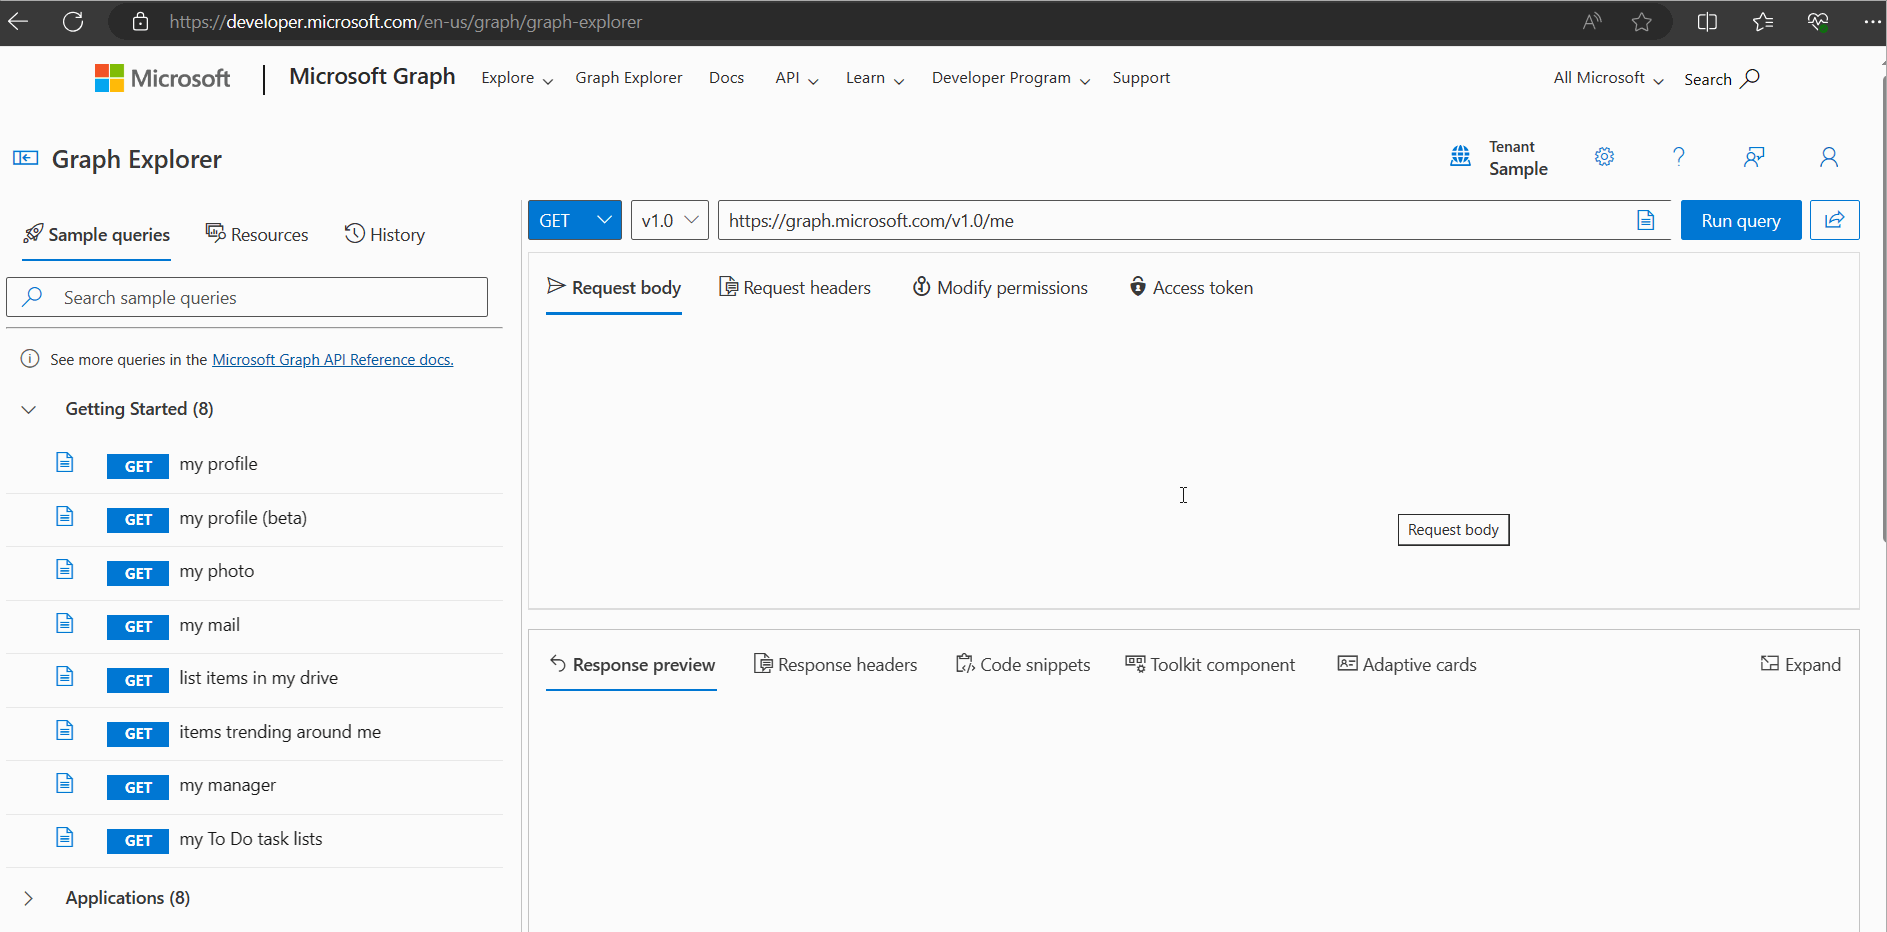 https://developer.microsoft.com/en-us/graph/graph-explorer
Microsoft
Microsoft Graph
Explore
Graph Explorer
Docs
API
Learn
Developer Program
Support
All Microsoft
Search
Graph Explorer
Tenant
Sample
Sample queries
Resources
History
GET
v1.0
https://graph.microsoft.com/v1.0/me
Run query
Search sample queries
Request body
Request headers
Modify permissions
Access token
See more queries in the Microsoft Graph API Reference docs.
Getting Started (8)
GET my profile
GET my profile (beta)
GET my photo
GET my mail
GET list items in my drive
GET items trending around me
GET my manager
GET my To Do task lists
Applications (8)
Request body
Response preview
Response headers
Code snippets
Toolkit component
Adaptive cards
Expand